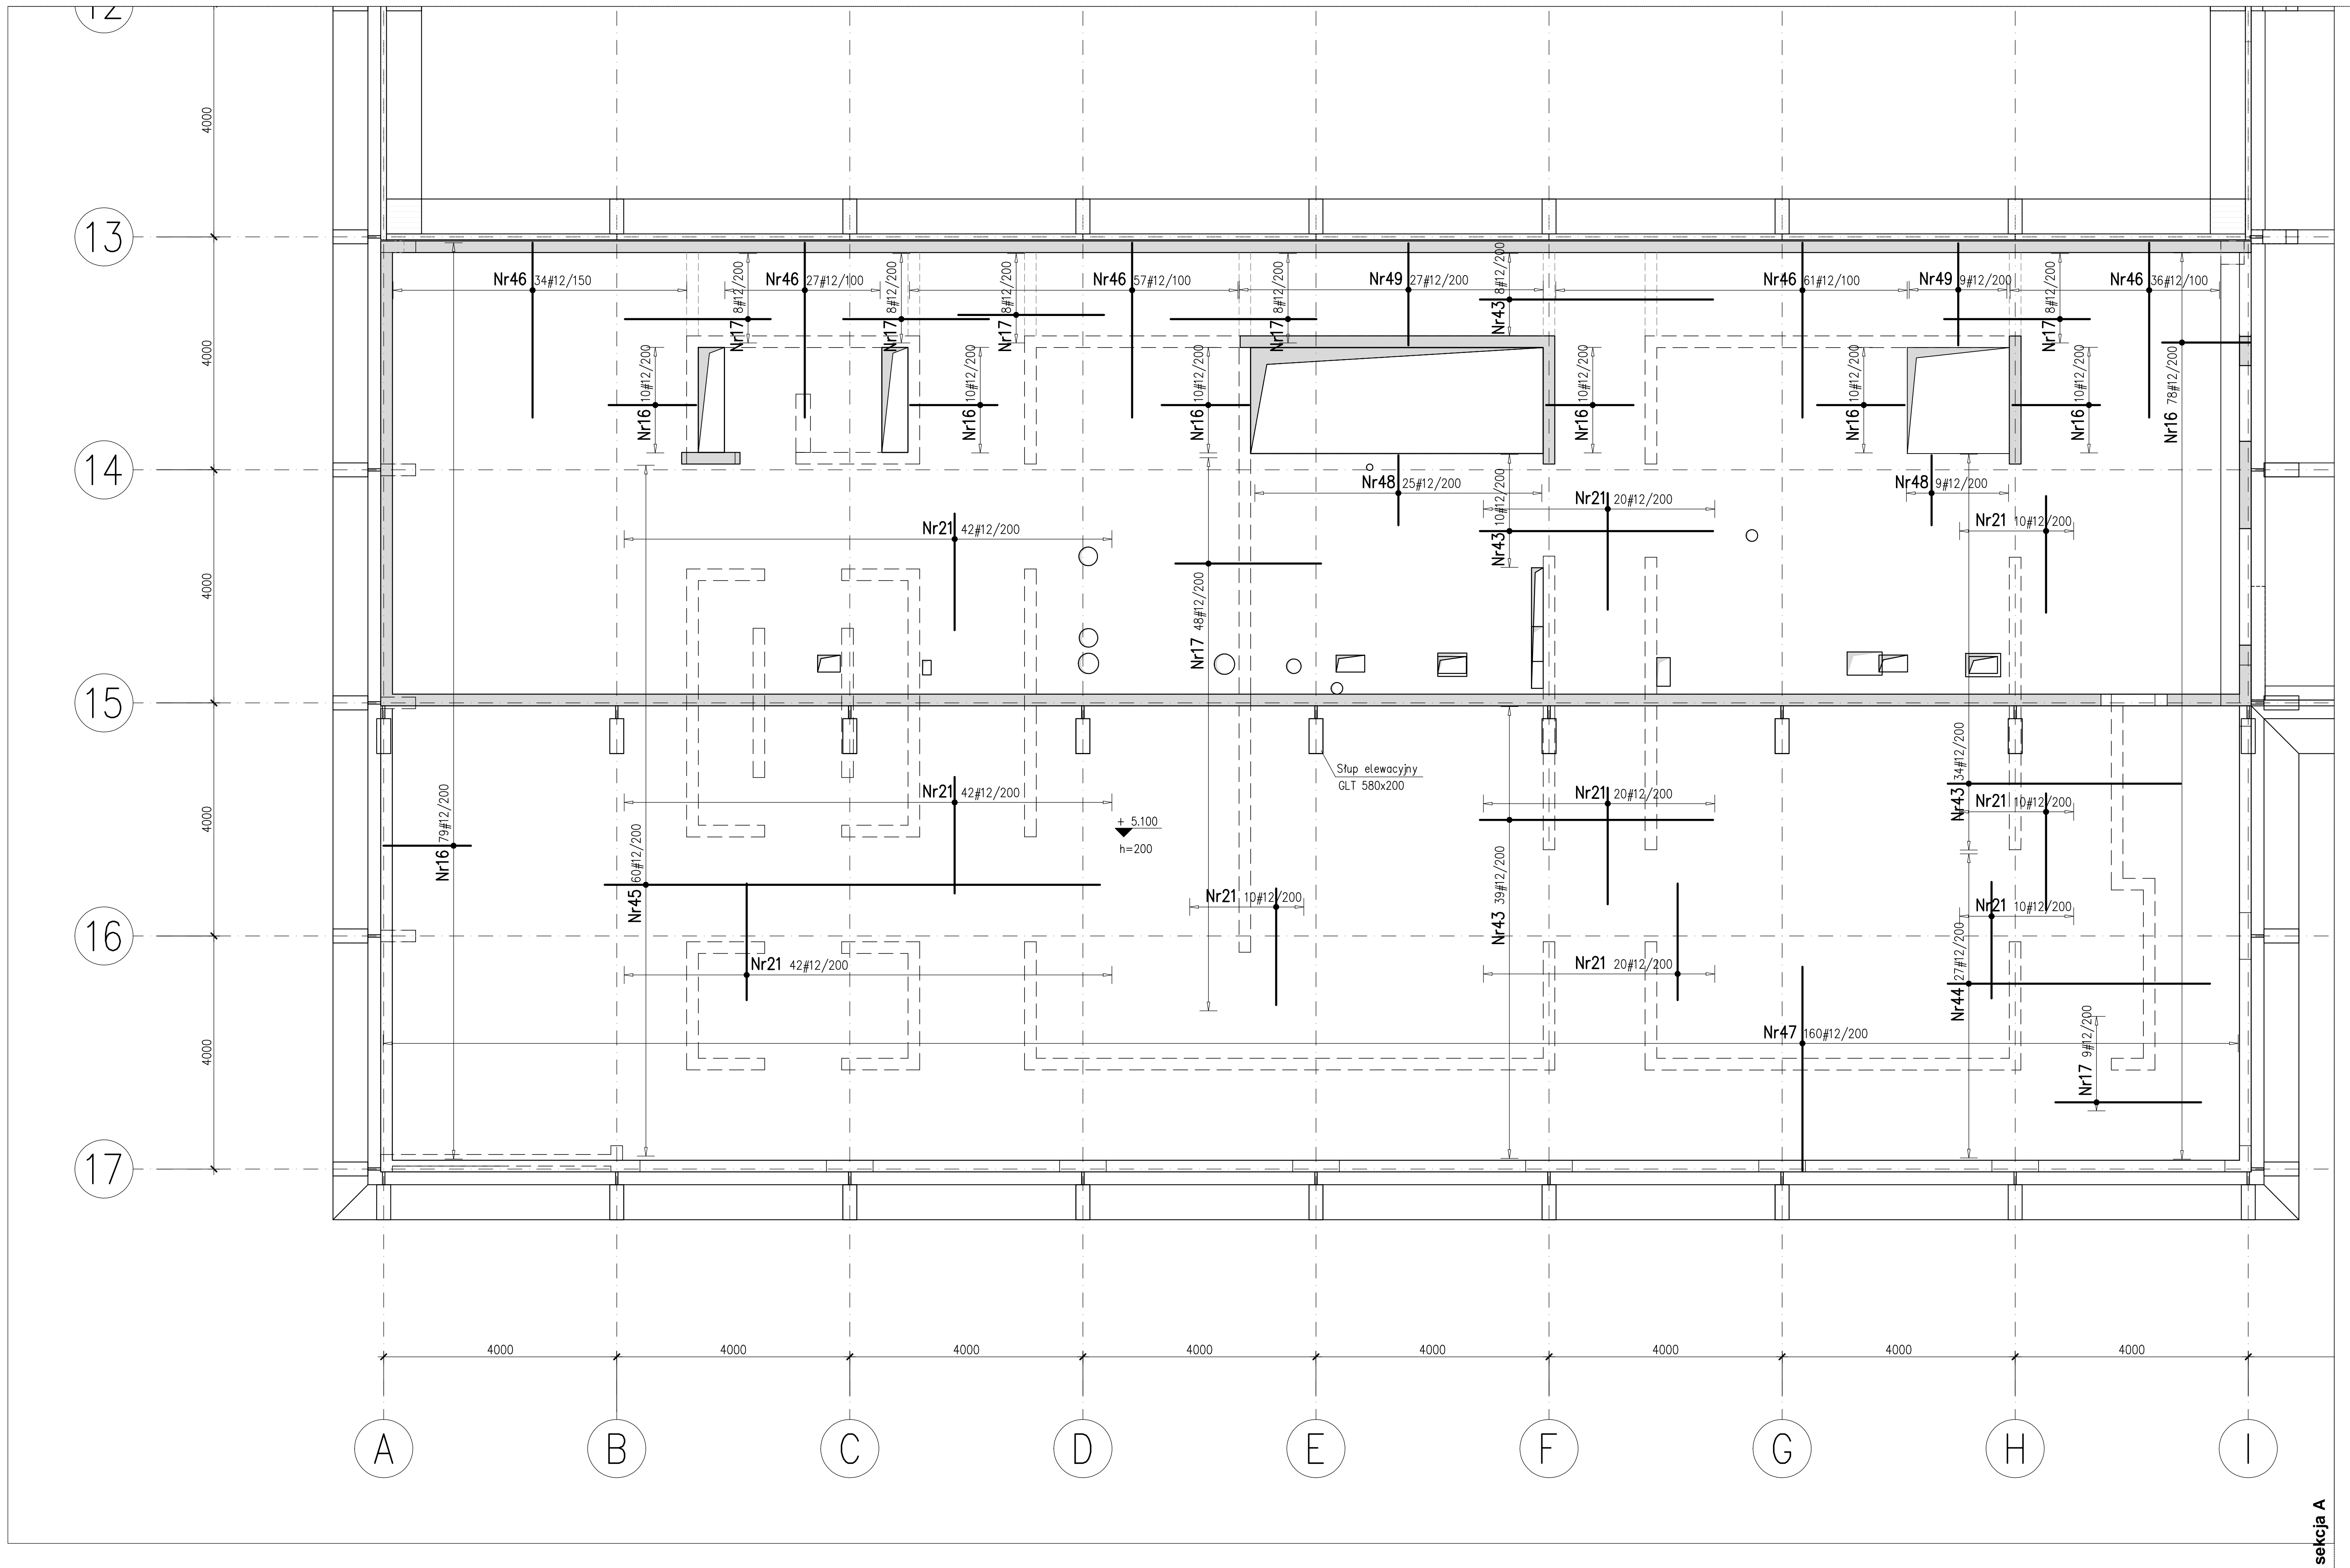 12
4000
13
Nr46 34#12/150
Nr17 8#12/200
Nr46 27#12/100
Nr17 8#12/200
Nr17 8#12/200
Nr46 57#12/100
Nr17 8#12/200
Nr49 27#12/200
Nr43 8#12/200
Nr46 61#12/100
Nr49 9#12/200
Nr17 8#12/200
Nr46 36#12/100
4000
Nr16 10#12/200
Nr16 10#12/200
Nr16 10#12/200
Nr16 10#12/200
Nr16 10#12/200
Nr16 10#12/200
Nr16 78#12/200
14
Nr48 25#12/200
Nr43 10#12/200
Nr21 20#12/200
Nr48 9#12/200
Nr21 10#12/200
Nr21 42#12/200
4000
Nr17 48#12/200
15
Słup elewacyjny
GLT 580x200
Nr21 42#12/200
Nr21 20#12/200
Nr43 34#12/200
Nr21 10#12/200
4000
+ 5.100
h=200
Nr16 79#12/200
Nr45 60#12/200
Nr21 10#12/200
Nr43 39#12/200
Nr21 10#12/200
16
Nr21 42#12/200
Nr21 20#12/200
Nr44 27#12/200
4000
Nr47 160#12/200
Nr17 9#12/200
17
4000
4000
4000
4000
4000
4000
4000
4000
A
B
C
D
E
F
G
H
I
sekcja A